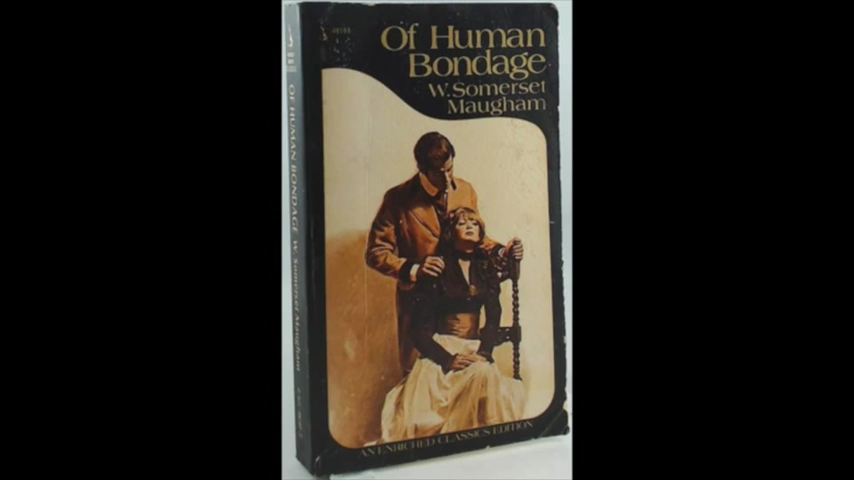 Of Human
Bondage
W. Somerset
Maugham
AN ENRICHED CLASSICS EDITION
OF HUMAN BONDAGE W. Somerset Maugham